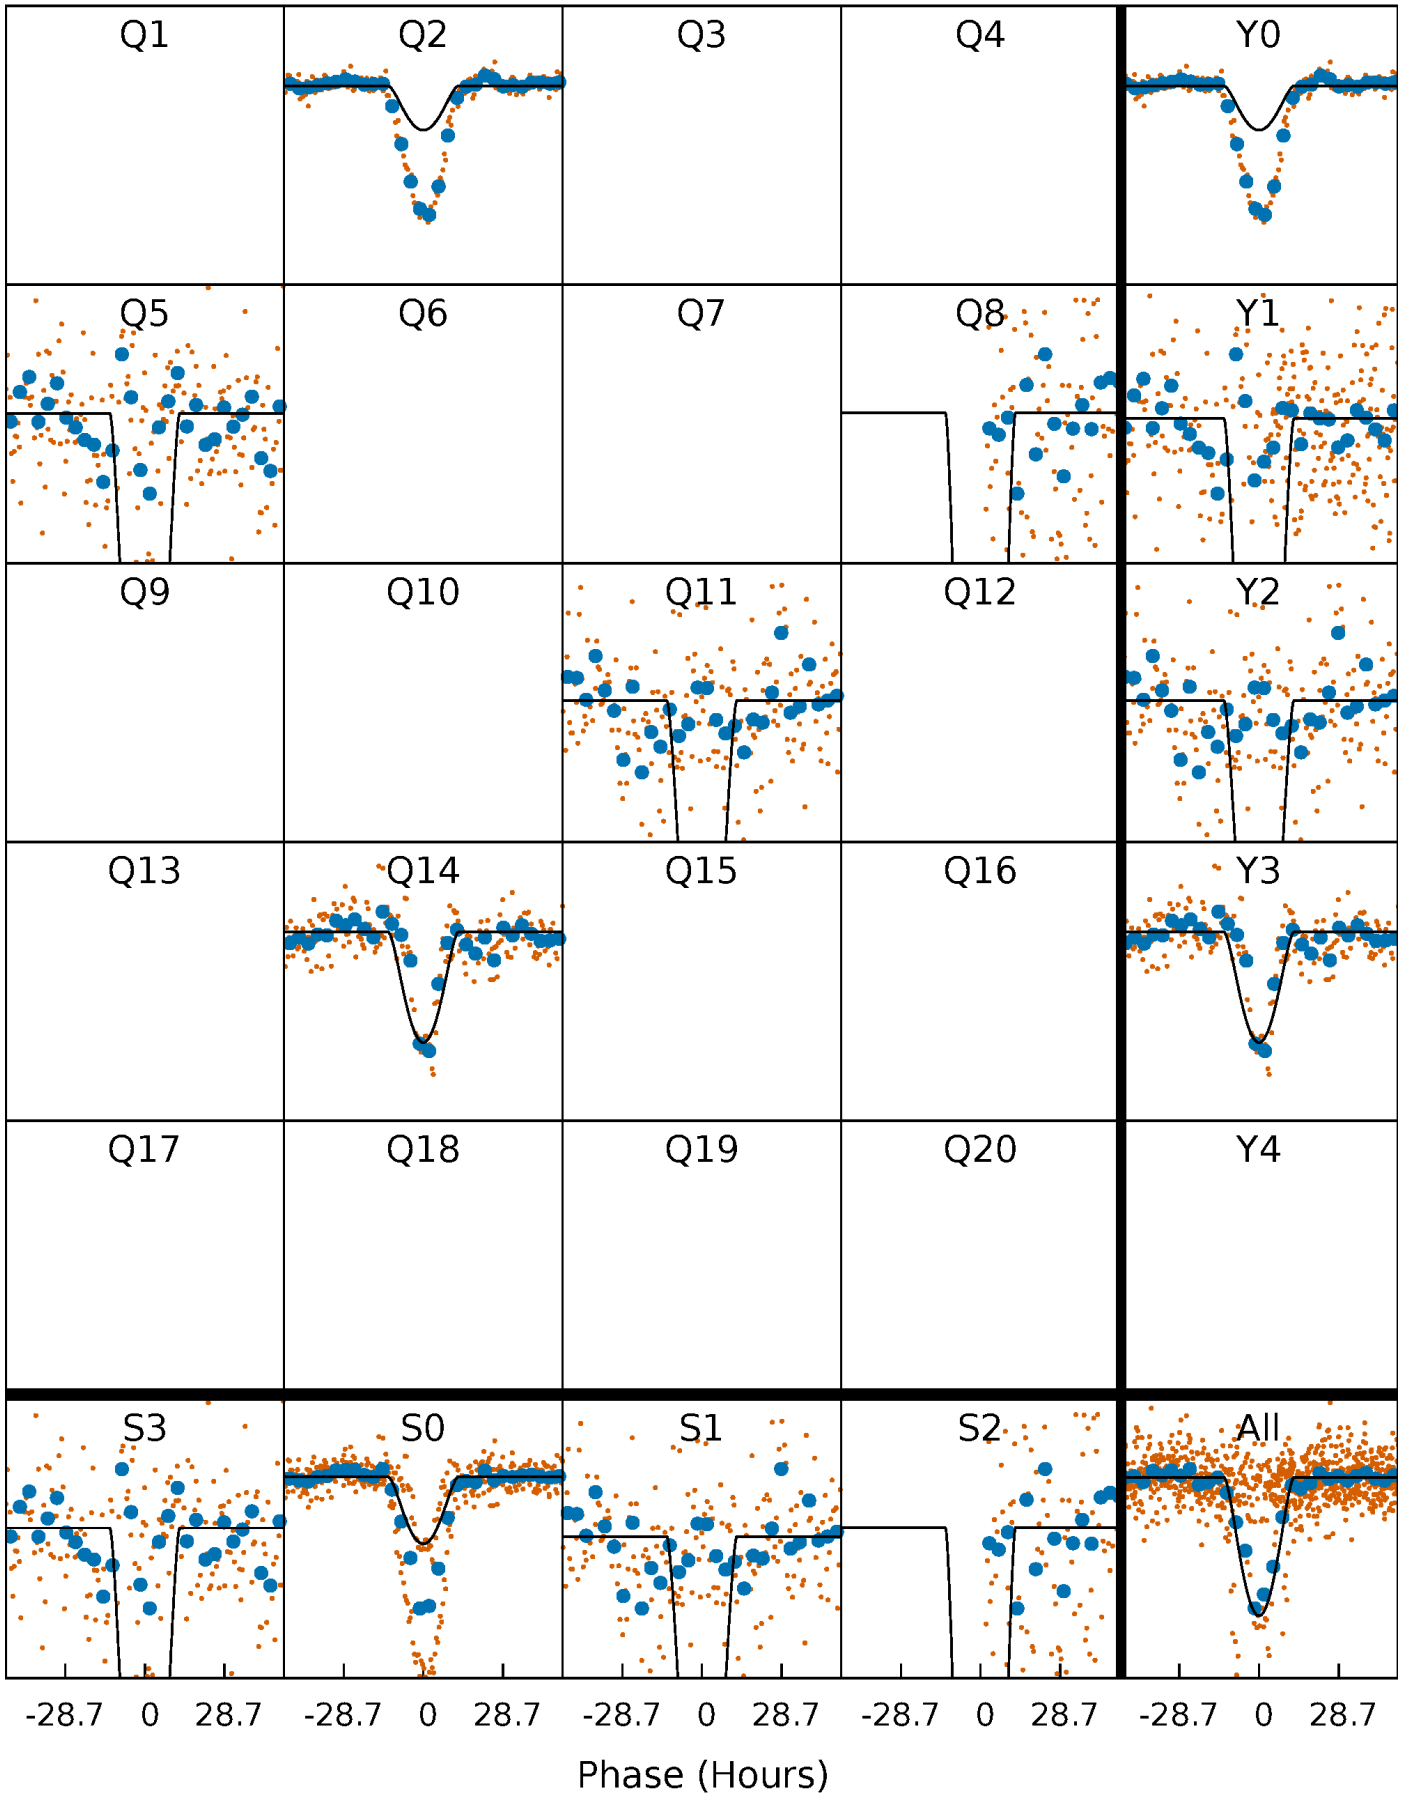 Q1 Q2 Q3 Q4 Y0
Q5 Q6 Q7 Q8 Y1
Q9 Q10 Q11 Q12 Y2
Q13 Q14 Q15 Q16 Y3
Q17 Q18 Q19 Q20 Y4
S3 S0 S1 S2 All
-28.7 0 28.7 -28.7 0 28.7 -28.7 0 28.7 -28.7 0 28.7 -28.7 0 28.7
Phase (Hours)